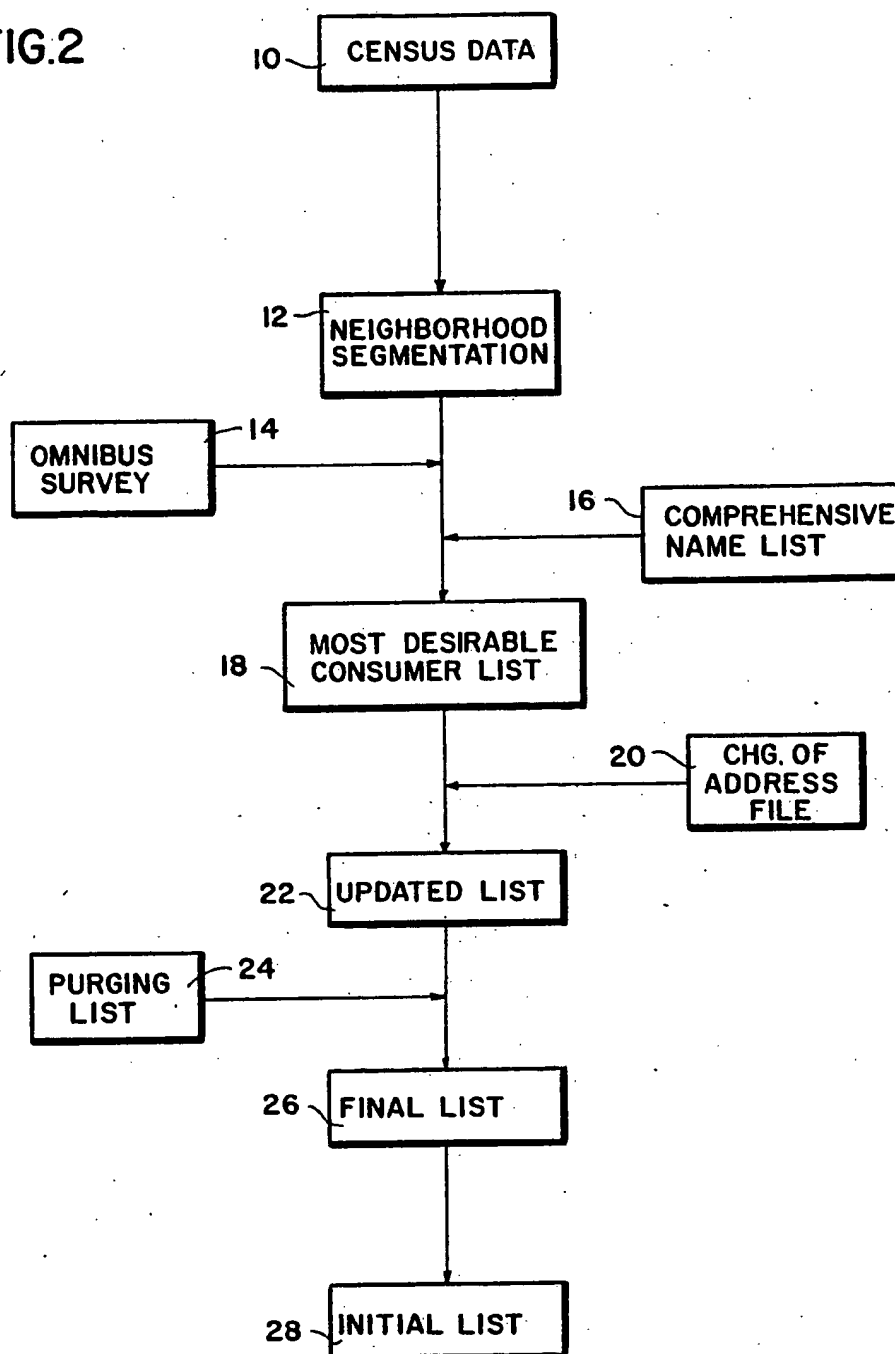 FIG.2
10
CENSUS DATA
12
NEIGHBORHOOD
SEGMENTATION
14
OMNIBUS
SURVEY
16
COMPREHENSIVE
NAME LIST
18
MOST DESIRABLE
CONSUMER LIST
20
CHG. OF
ADDRESS
FILE
22
UPDATED LIST
24
PURGING
LIST
26
FINAL LIST
28
INITIAL LIST